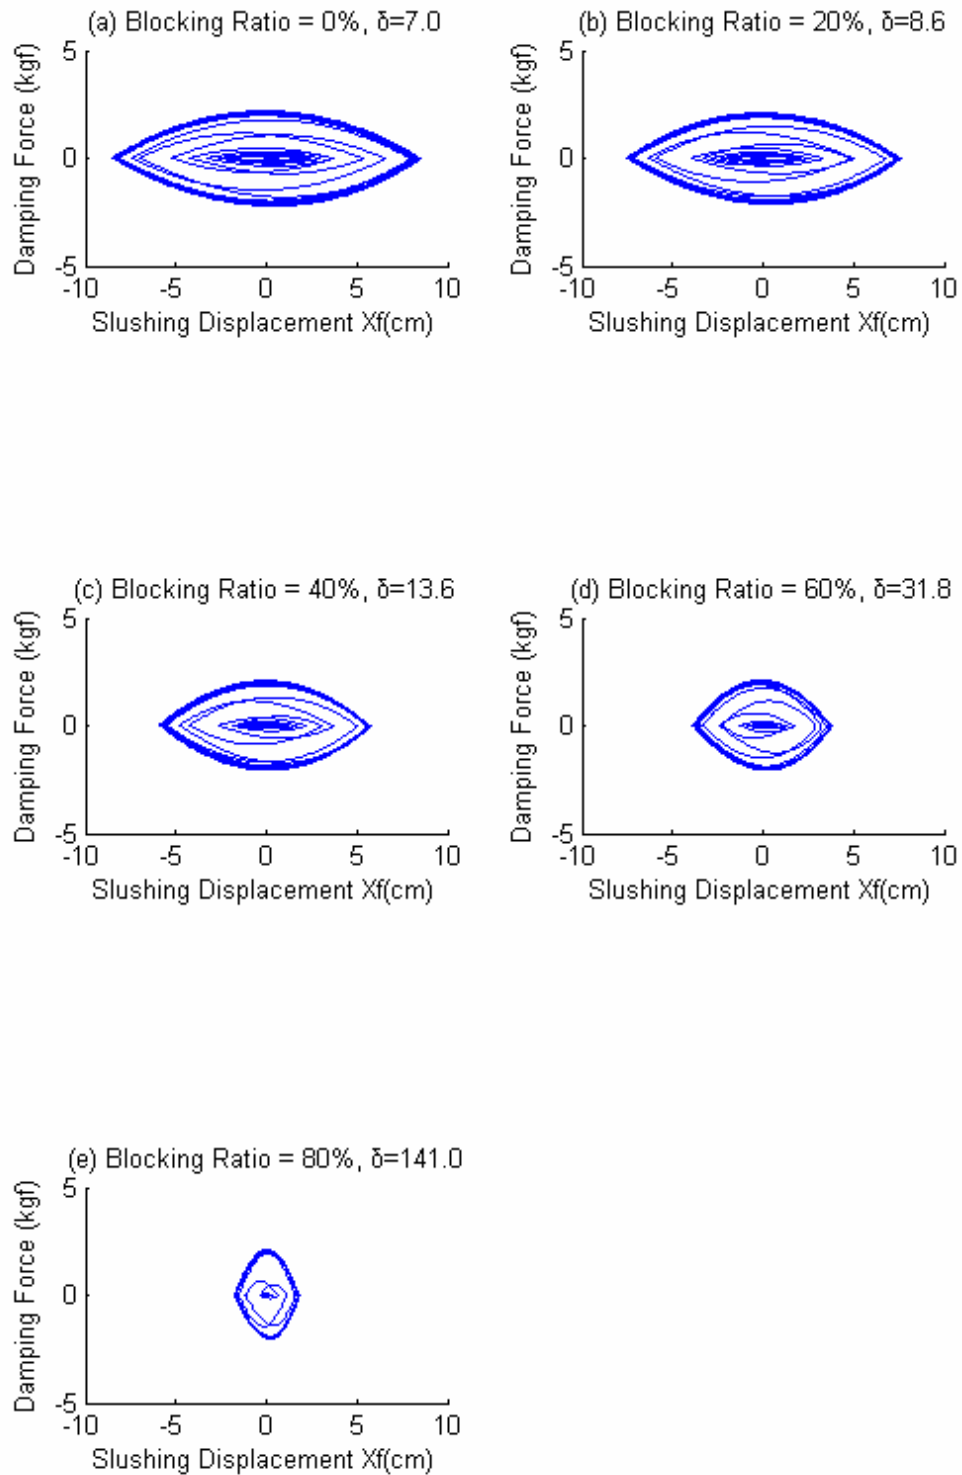 (a) Blocking Ratio = 0%, δ=7.0
(b) Blocking Ratio = 20%, δ=8.6
Damping Force (kgf)
5
0
-5
-10
-5
0
5
10
Slushing Displacement Xf(cm)
Damping Force (kgf)
5
0
-5
-10
-5
0
5
10
Slushing Displacement Xf(cm)
(c) Blocking Ratio = 40%, δ=13.6
(d) Blocking Ratio = 60%, δ=31.8
Damping Force (kgf)
5
0
-5
-10
-5
0
5
10
Slushing Displacement Xf(cm)
Damping Force (kgf)
5
0
-5
-10
-5
0
5
10
Slushing Displacement Xf(cm)
(e) Blocking Ratio = 80%, δ=141.0
Damping Force (kgf)
5
0
-5
-10
-5
0
5
10
Slushing Displacement Xf(cm)